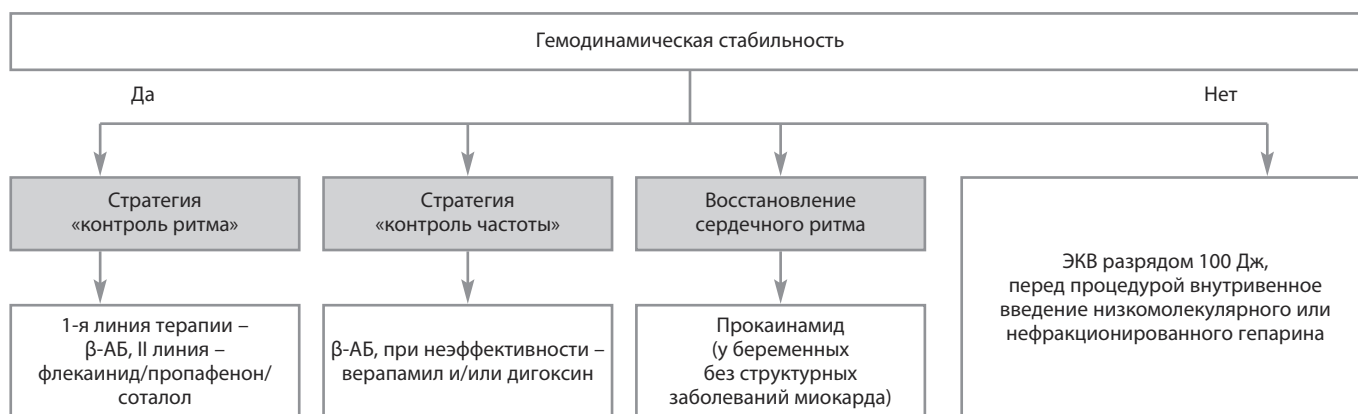 Гемодинамическая стабильность
Да
Нет
Стратегия
«контроль ритма»
Стратегия
«контроль частоты»
Восстановление
сердечного ритма
ЭКВ разрядом 100 Дж,
перед процедурой внутривенное
введение низкомолекулярного или
нефракционированного гепарина
1-я линия терапии –
β-АБ, II линия –
флекаинид/пропафенон/
соталол
β-АБ, при неэффективности –
верапамил и/или дигоксин
Прокаинамид
(у беременных
без структурных
заболеваний миокарда)